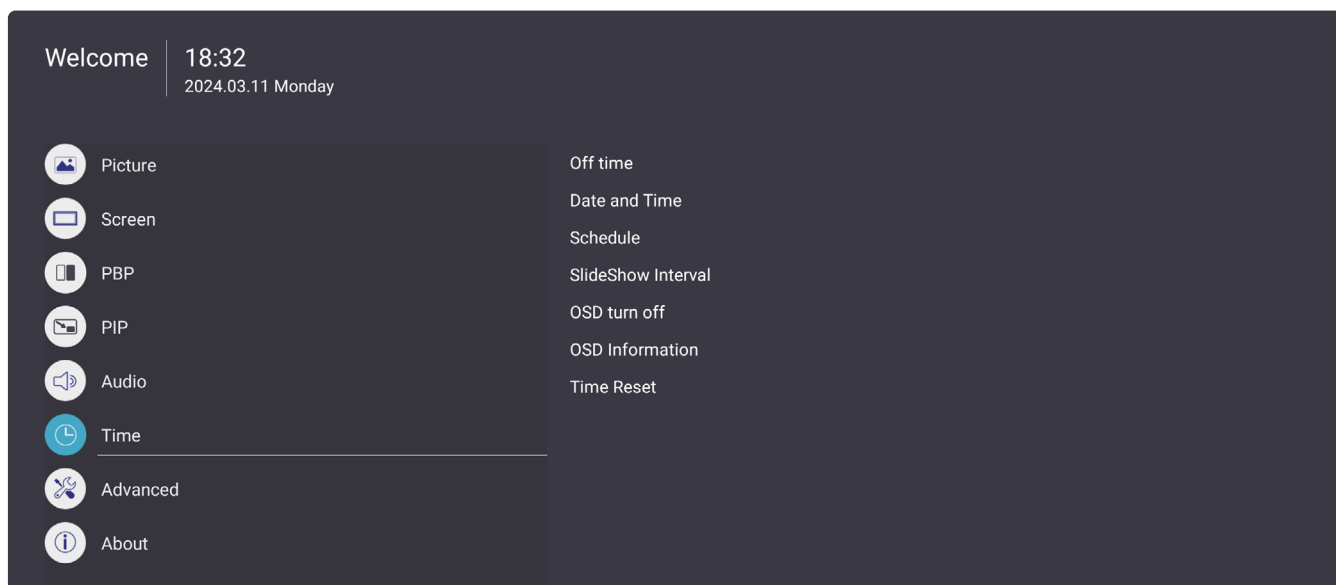 Welcome
18:32
2024.03.11 Monday
Picture
Screen
PBP
PIP
Audio
Time
Advanced
About
Off time
Date and Time
Schedule
SlideShow Interval
OSD turn off
OSD Information
Time Reset